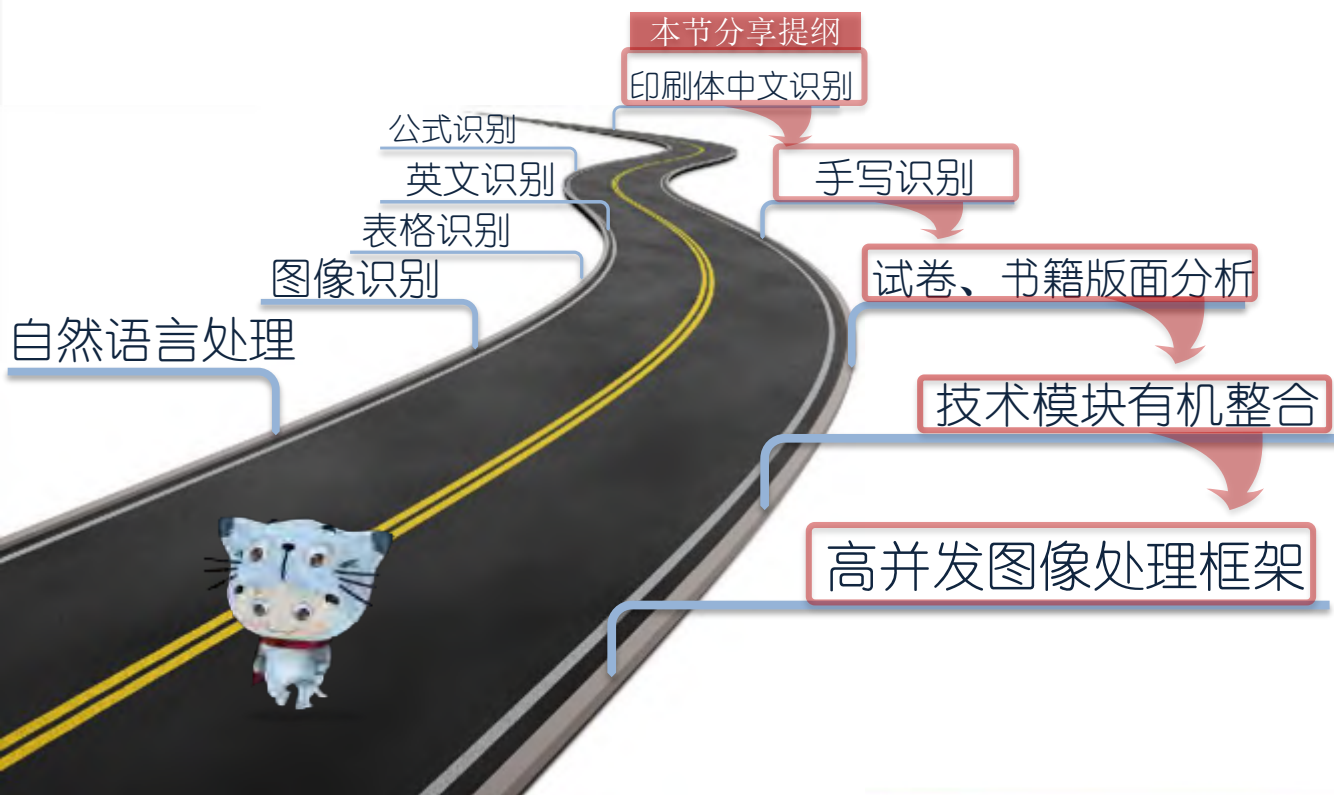 本节分享提纲
印刷体中文识别
公式识别
手写识别
英文识别
表格识别
试卷、书籍版面分析
图像识别
自然语言处理
技术模块有机整合
高并发图像处理框架